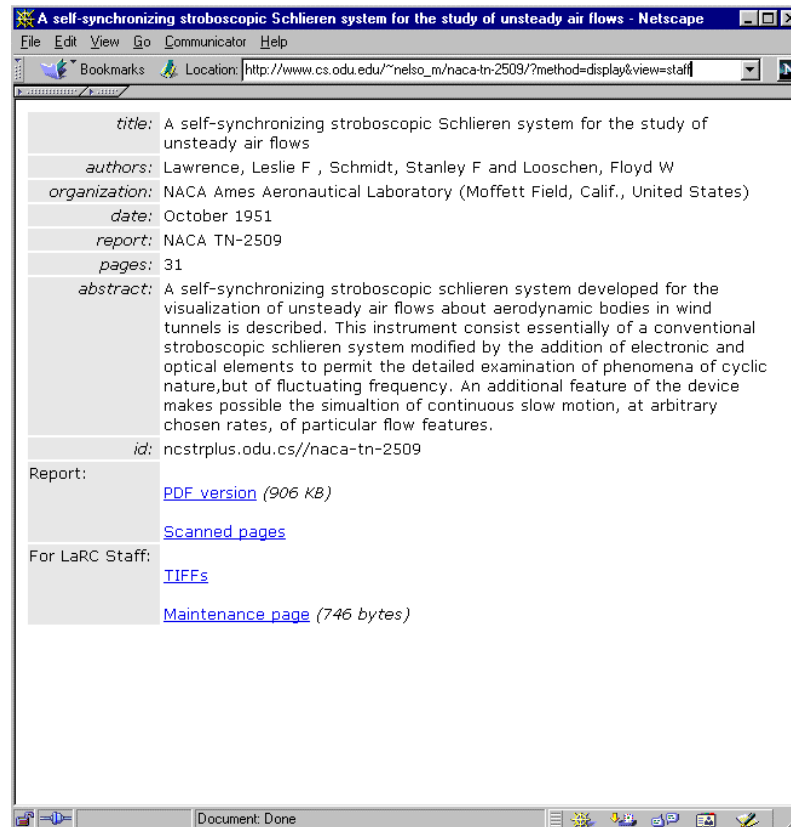 A self-synchronizing stroboscopic Schlieren system for the study of unsteady air flows - Netscape
File Edit View Go Communicator Help
Bookmarks Location: http://www.cs.odu.edu/~nelso_m/naca-tn-2509/?method=display&view=staff
title: A self-synchronizing stroboscopic Schlieren system for the study of
unsteady air flows
authors: Lawrence, Leslie F , Schmidt, Stanley F and Looschen, Floyd W
organization: NACA Ames Aeronautical Laboratory (Moffett Field, Calif., United States)
date: October 1951
report: NACA TN-2509
pages: 31
abstract: A self-synchronizing stroboscopic schlieren system developed for the
visualization of unsteady air flows about aerodynamic bodies in wind
tunnels is described. This instrument consist essentially of a conventional
stroboscopic schlieren system modified by the addition of electronic and
optical elements to permit the detailed examination of phenomena of cyclic
nature,but of fluctuating frequency. An additional feature of the device
makes possible the simualtion of continuous slow motion, at arbitrary
chosen rates, of particular flow features.
id: ncstrplus.odu.cs//naca-tn-2509
Report:
PDF version (906 KB)
Scanned pages
For LaRC Staff:
TIFFs
Maintenance page (746 bytes)
Document: Done